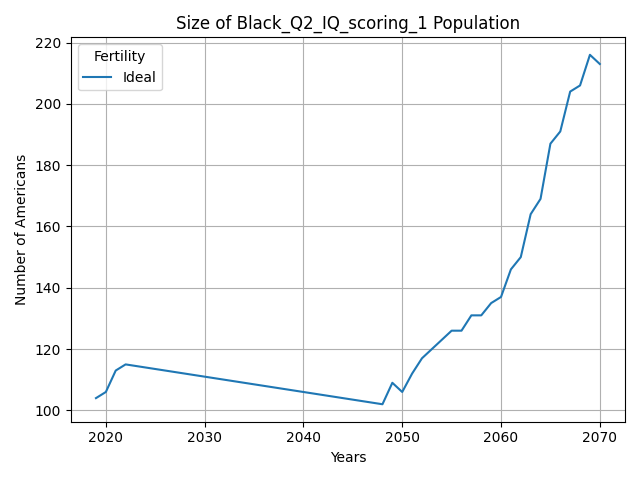 Size of Black_Q2_IQ_scoring_1 Population
220
200
180
160
140
120
100
Number of Americans
Fertility
Ideal
2020
2030
2040
2050
2060
2070
Years